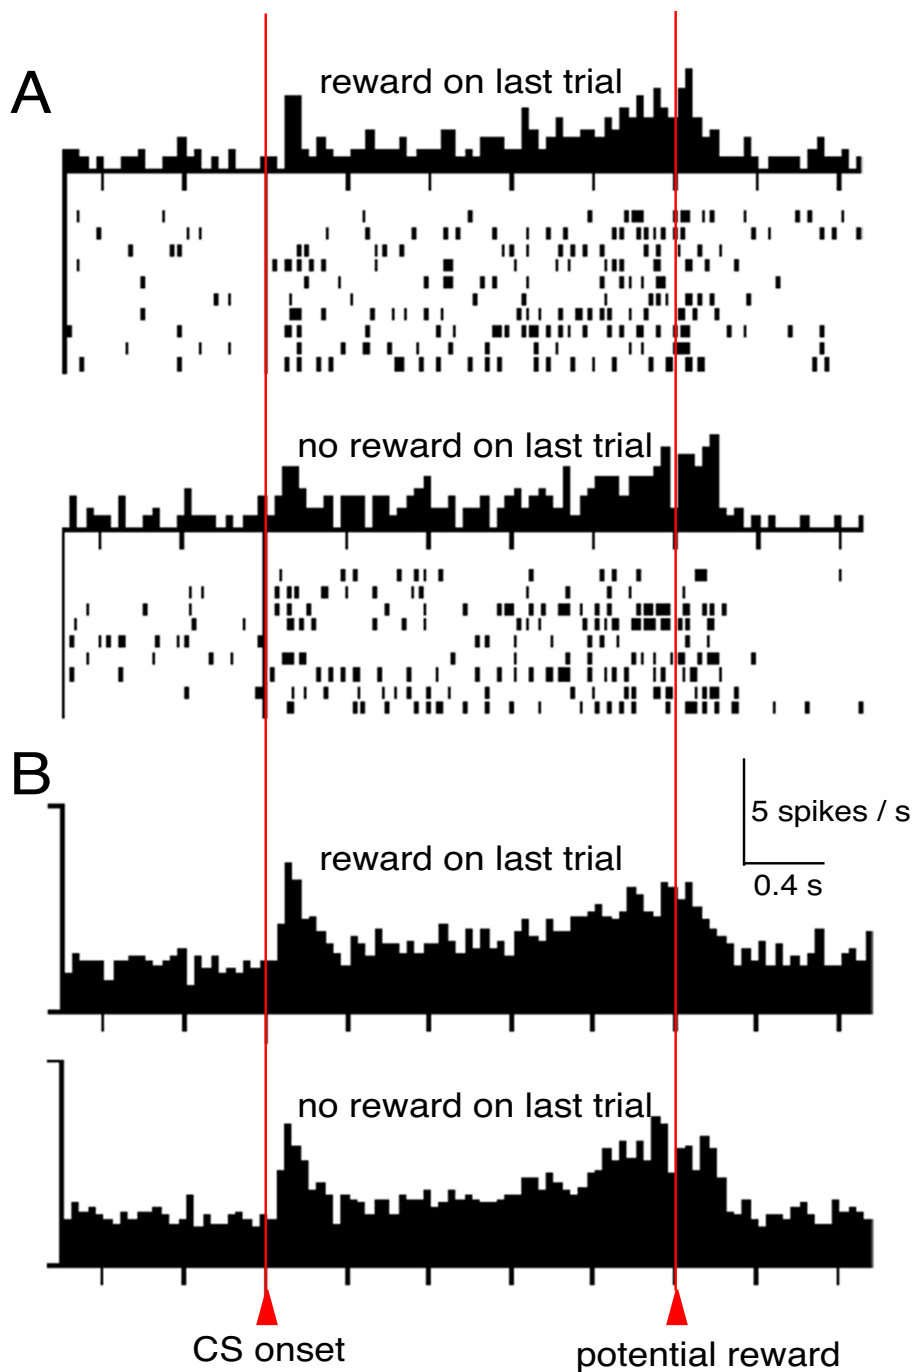 A
reward on last trial
no reward on last trial
B
5 spikes / s
0.4 s
reward on last trial
no reward on last trial
CS onset
potential reward